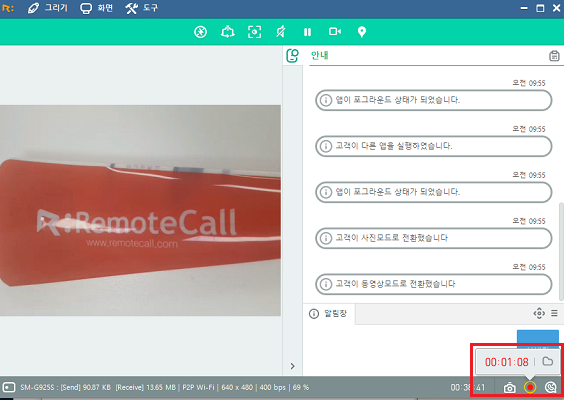 그리기 화면 도구
안내
오전 09:55
앱이 포그라운드 상태가 되었습니다.
오전 09:55
고객이 다른 앱을 실행하였습니다.
오전 09:55
앱이 포그라운드 상태가 되었습니다.
오전 09:55
고객이 사진모드로 전환했습니다
오전 09:55
고객이 동영상모드로 전환했습니다
RemoteCall
www.remotecall.com
알림장
00:01:08
SM-G925S : [Send] 90.87 KB [Receive] 13.65 MB | P2P Wi-Fi | 640 x 480 | 400 bps | 69 %
00:38:41